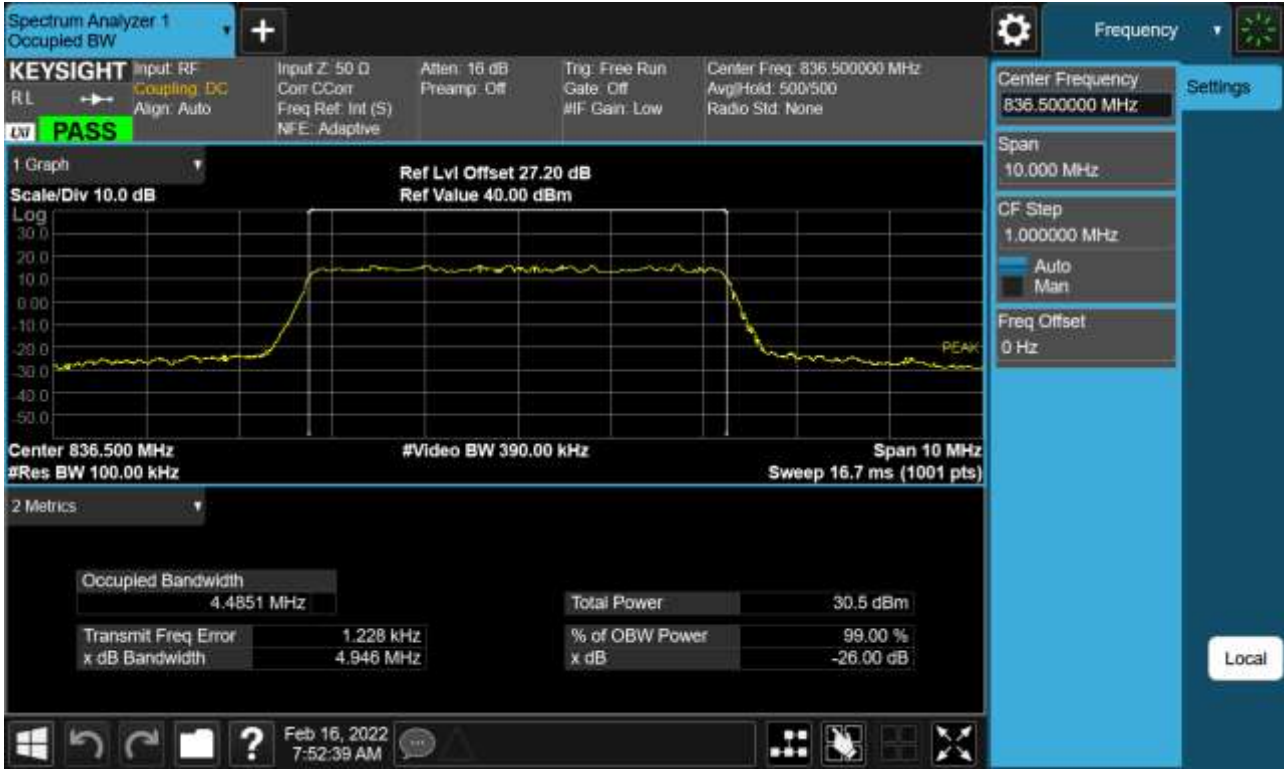 Spectrum Analyzer 1
Occupied BW
+
Frequency
KEYSIGHT
RL
LXI
PASS
Input: RF
Coupling: DC
Align: Auto
Input Z: 50 Ω
Corr CCorr
Freq Ref: Int (S)
NFE: Adaptive
Atten: 16 dB
Preamp: Off
Trig: Free Run
Gate: Off
#IF Gain: Low
Center Freq: 836.500000 MHz
Avg|Hold: 500/500
Radio Std: None
Center Frequency
836.500000 MHz
Settings
Span
10.000 MHz
CF Step
1.000000 MHz
Auto
Man
Freq Offset
0 Hz
Local
1 Graph
Scale/Div 10.0 dB
Ref Lvl Offset 27.20 dB
Ref Value 40.00 dBm
Log
30.0
20.0
10.0
0.00
-10.0
-20.0
-30.0
-40.0
-50.0
PEAK
Center 836.500 MHz
#Res BW 100.00 kHz
#Video BW 390.00 kHz
Span 10 MHz
Sweep 16.7 ms (1001 pts)
2 Metrics
Occupied Bandwidth
4.4851 MHz
Total Power 30.5 dBm
Transmit Freq Error 1.228 kHz
% of OBW Power 99.00 %
x dB Bandwidth 4.946 MHz
x dB -26.00 dB
?
Feb 16, 2022
7:52:39 AM